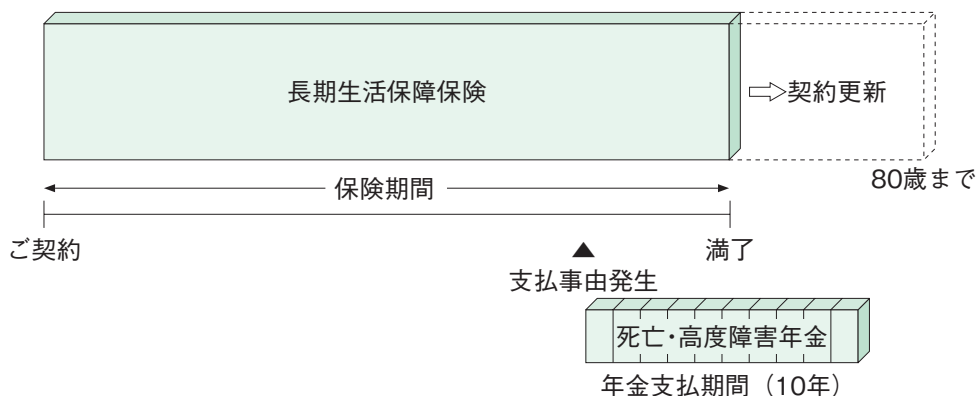 長期生活保障保険
契約更新
80歳まで
保険期間
ご契約
満了
支払事由発生
死亡・高度障害年金
年金支払期間（10年）